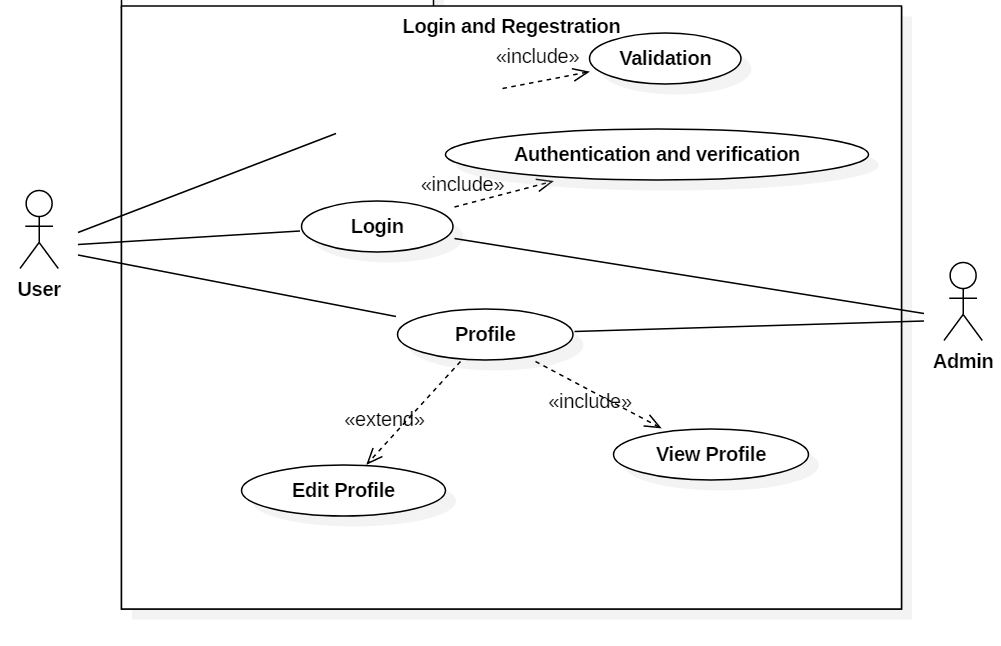 Login and Regestration
«include»
Validation
Authentication and verification
«include»
Login
User
Profile
Admin
«include»
«extend»
View Profile
Edit Profile